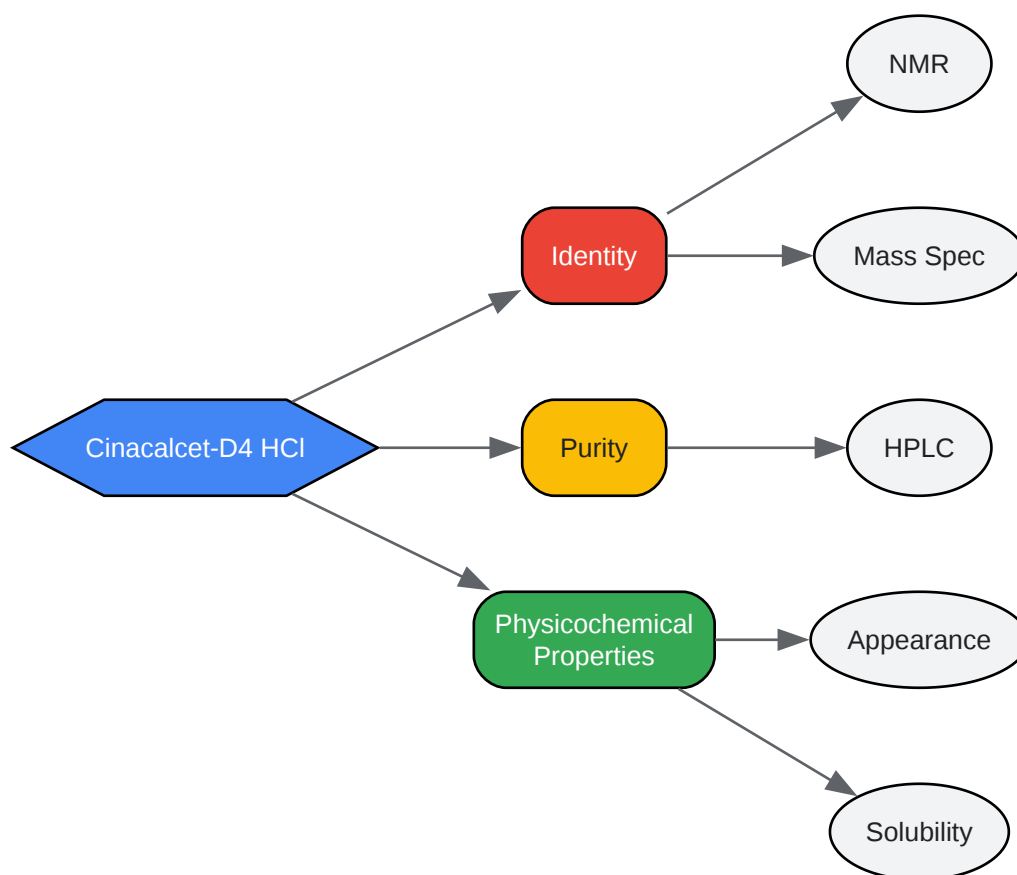 NMR
Identity
Mass Spec
Cinacalcet-D4 HCl
Purity
HPLC
Physicochemical
Properties
Appearance
Solubility